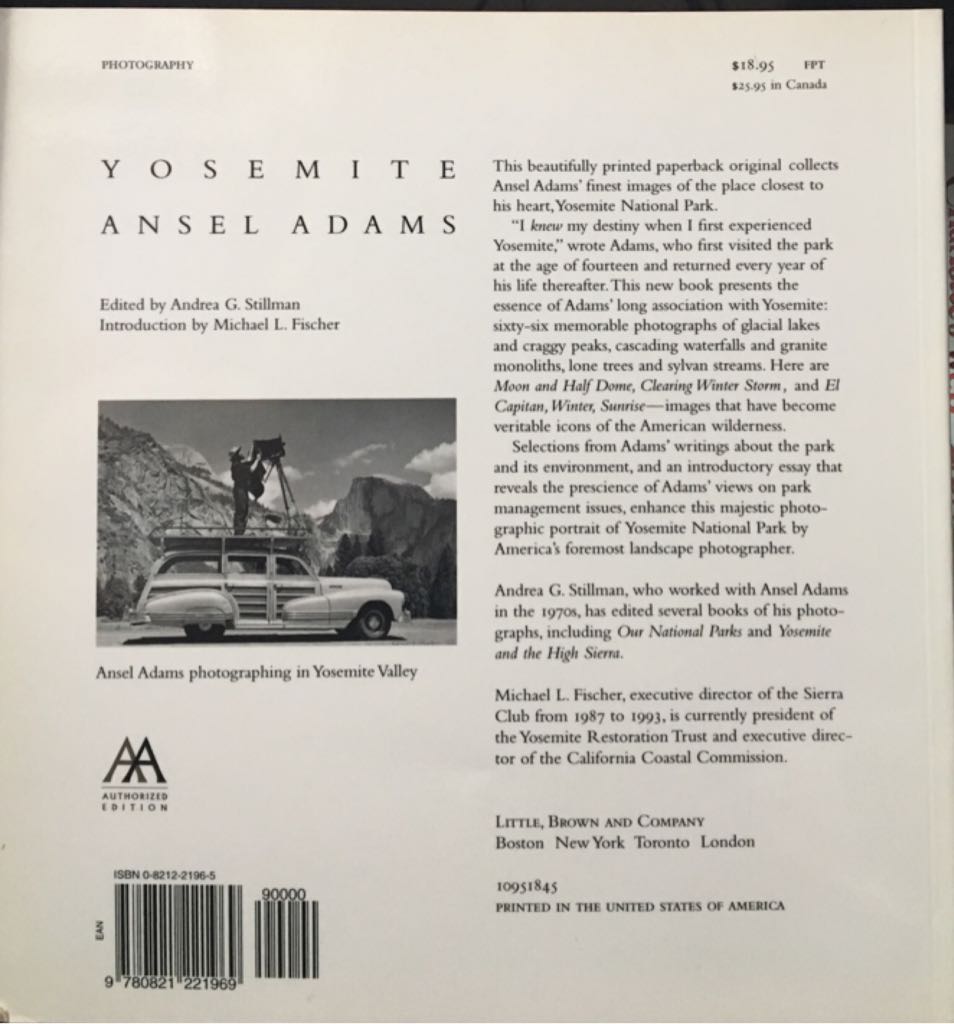 PHOTOGRAPHY
$18.95 FPT
$25.95 in Canada
YOSEMITE
ANSEL ADAMS
Edited by Andrea G. Stillman
Introduction by Michael L. Fischer
Ansel Adams photographing in Yosemite Valley
AA
AUTHORIZED
EDITION
ISBN 0-8212-2196-5
90000
EAN
9 780821 221969
This beautifully printed paperback original collects
Ansel Adams' finest images of the place closest to
his heart, Yosemite National Park.
"I knew my destiny when I first experienced
Yosemite," wrote Adams, who first visited the park
at the age of fourteen and returned every year of
his life thereafter. This new book presents the
essence of Adams' long association with Yosemite:
sixty-six memorable photographs of glacial lakes
and craggy peaks, cascading waterfalls and granite
monoliths, lone trees and sylvan streams. Here are
Moon and Half Dome, Clearing Winter Storm, and El
Capitan, Winter, Sunrise—images that have become
veritable icons of the American wilderness.
Selections from Adams' writings about the park
and its environment, and an introductory essay that
reveals the prescience of Adams' views on park
management issues, enhance this majestic photo-
graphic portrait of Yosemite National Park by
America's foremost landscape photographer.
Andrea G. Stillman, who worked with Ansel Adams
in the 1970s, has edited several books of his photo-
graphs, including Our National Parks and Yosemite
and the High Sierra.
Michael L. Fischer, executive director of the Sierra
Club from 1987 to 1993, is currently president of
the Yosemite Restoration Trust and executive direc-
tor of the California Coastal Commission.
LITTLE, BROWN AND COMPANY
Boston New York Toronto London
10951845
PRINTED IN THE UNITED STATES OF AMERICA